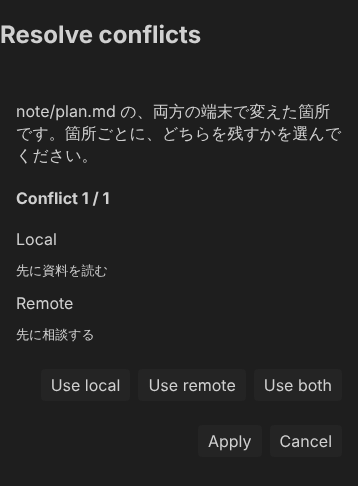 Resolve conflicts
note/plan.md の、両方の端末で変えた箇所
です。箇所ごとに、どちらを残すかを選んで
ください。
Conflict 1 / 1
Local
先に資料を読む
Remote
先に相談する
Use local Use remote Use both
Apply Cancel